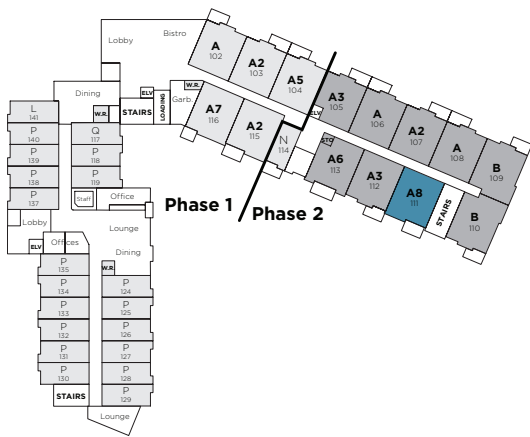 Lobby
Bistro
A
102
A2
103
A5
104
A3
105
A
106
A2
107
A
108
B
109
B
110
STAIRS
A8
111
A3
112
A6
113
STO
ELV
N
114
A2
115
A7
116
Garb.
W.R.
LOADING
ELV
STAIRS
W.R.
Dining
Phase 1
Phase 2
L
141
P
140
P
139
P
138
P
137
Q
117
P
118
P
119
Staff
Office
Lobby
ELV
Offices
Lounge
Dining
W.R.
P
135
P
134
P
133
P
132
P
131
P
130
STAIRS
P
124
P
125
P
126
P
127
P
128
P
129
Lounge